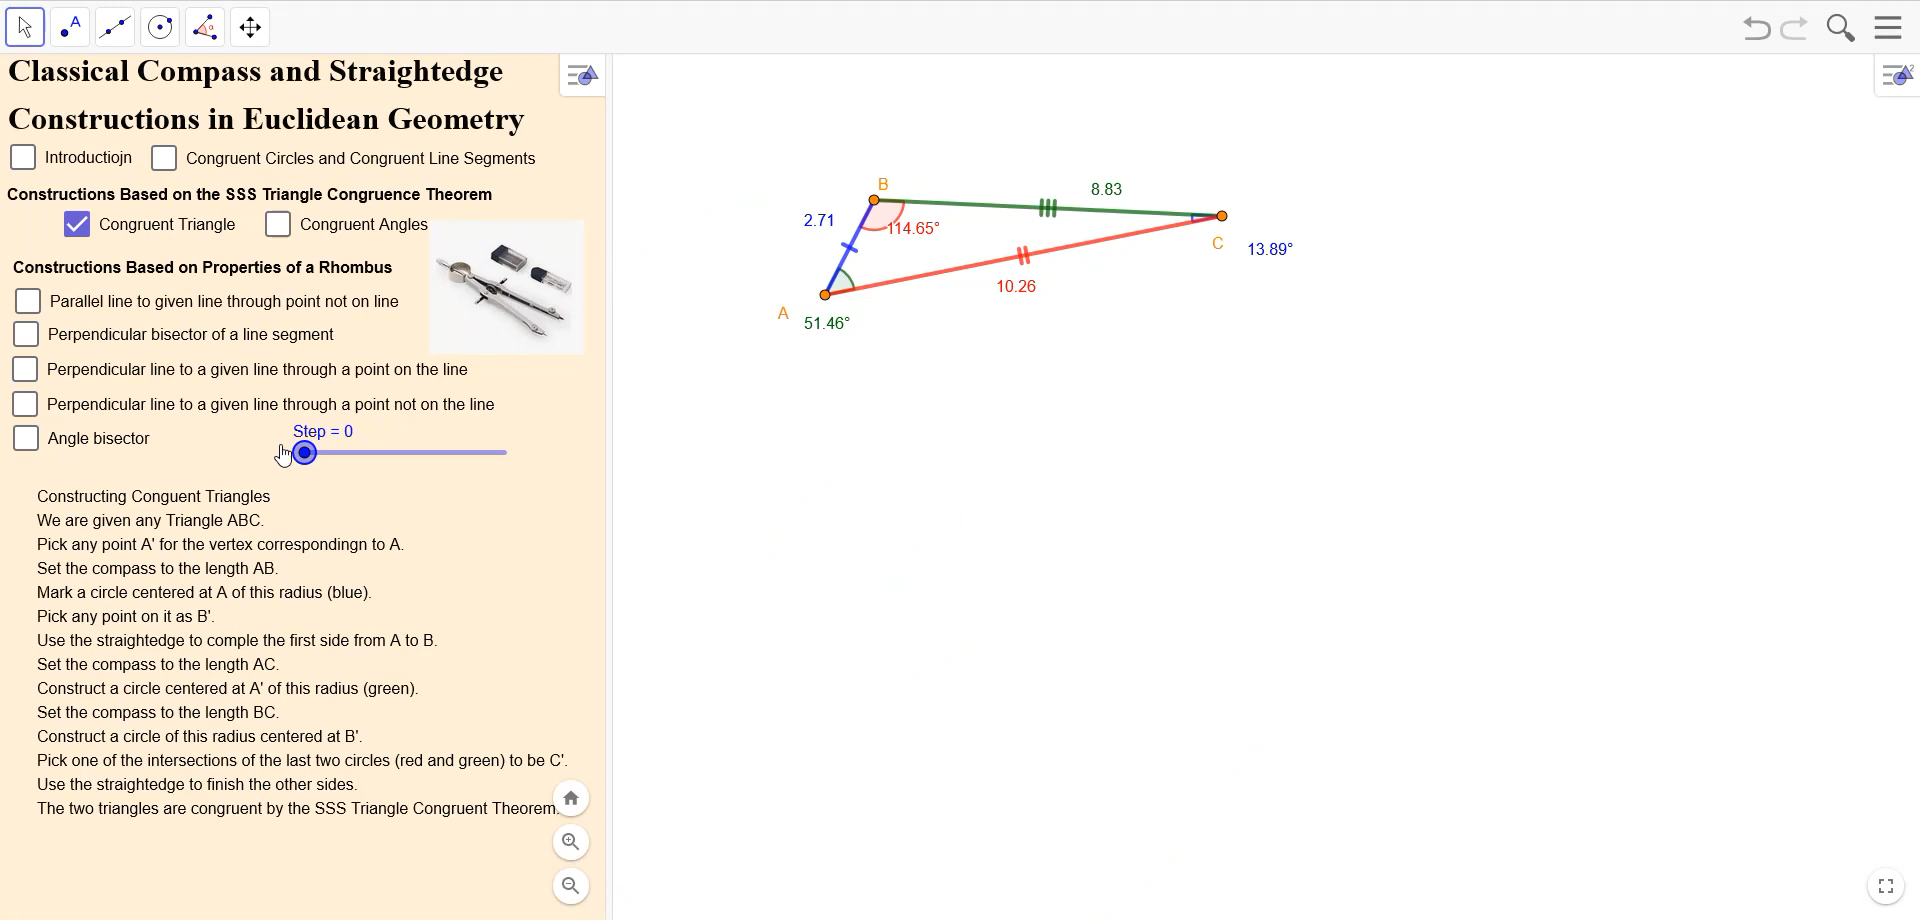 A
Classical Compass and Straightedge
Constructions in Euclidean Geometry
Introductiojn
Congruent Circles and Congruent Line Segments
Constructions Based on the SSS Triangle Congruence Theorem
Congruent Triangle
Congruent Angles
Constructions Based on Properties of a Rhombus
Parallel line to given line through point not on line
Perpendicular bisector of a line segment
Perpendicular line to a given line through a point on the line
Perpendicular line to a given line through a point not on the line
Angle bisector
Step = 0
Constructing Conguent Triangles
We are given any Triangle ABC.
Pick any point A' for the vertex correspondingn to A.
Set the compass to the length AB.
Mark a circle centered at A of this radius (blue).
Pick any point on it as B'.
Use the straightedge to comple the first side from A to B.
Set the compass to the length AC.
Construct a circle centered at A' of this radius (green).
Set the compass to the length BC.
Construct a circle of this radius centered at B'.
Pick one of the intersections of the last two circles (red and green) to be C'.
Use the straightedge to finish the other sides.
The two triangles are congruent by the SSS Triangle Congruent Theorem.
B
8.83
2.71
114.65°
C
13.89°
10.26
A
51.46°
2